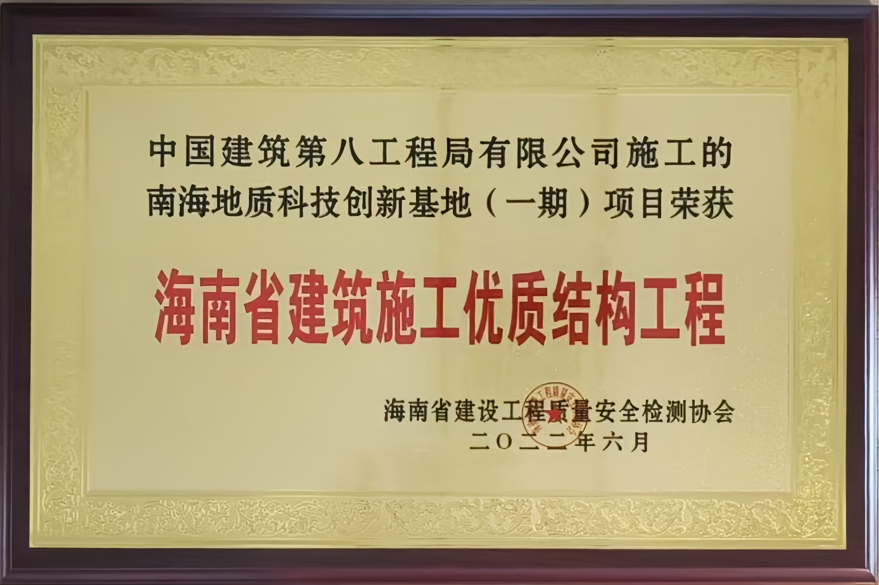 中国建筑第八工程局有限公司施工的
南海地质科技创新基地（一期）项目荣获
海南省建筑施工优质结构工程
海南省建设工程质量安全检测协会
二〇二二年六月